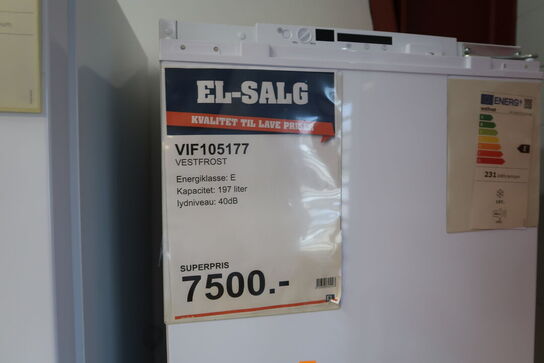 EL-SALG
KVALITET TIL LAVE PRISER
VIF105177
VESTFROST
Energiklasse: E
Kapacitet: 197 liter
lydniveau: 40dB
SUPERPRIS
7500.-
ENERG
231